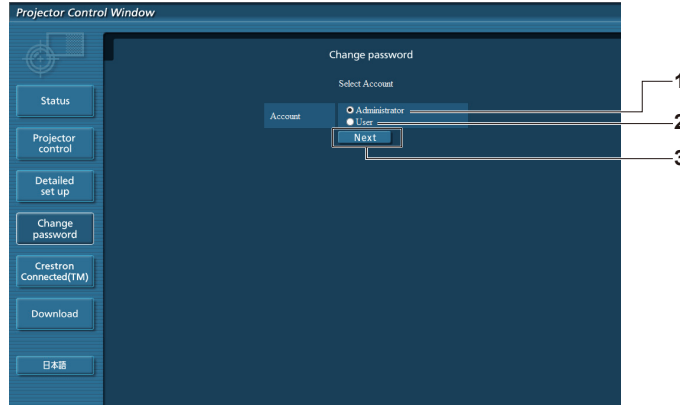 Projector Control Window
Change password
Select Account
Account
Administrator
User
Next
Status
Projector
control
Detailed
set up
Change
password
Crestron
Connected(TM)
Download
日本語
1
2
3